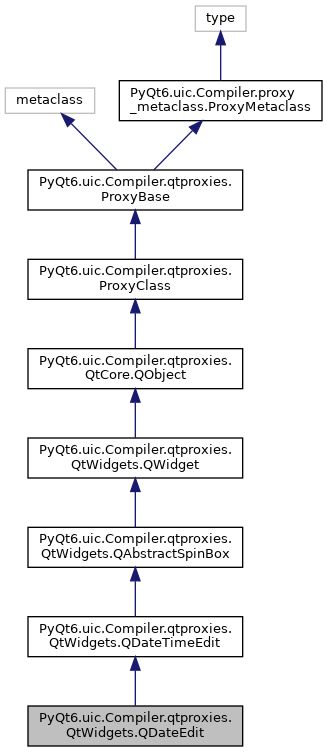 type
metaclass
PyQt6.uic.Compiler.proxy
_metaclass.ProxyMetaclass
PyQt6.uic.Compiler.qtproxies.
ProxyBase
PyQt6.uic.Compiler.qtproxies.
ProxyClass
PyQt6.uic.Compiler.qtproxies.
QtCore.QObject
PyQt6.uic.Compiler.qtproxies.
QtWidgets.QWidget
PyQt6.uic.Compiler.qtproxies.
QtWidgets.QAbstractSpinBox
PyQt6.uic.Compiler.qtproxies.
QtWidgets.QDateTimeEdit
PyQt6.uic.Compiler.qtproxies.
QtWidgets.QDateEdit